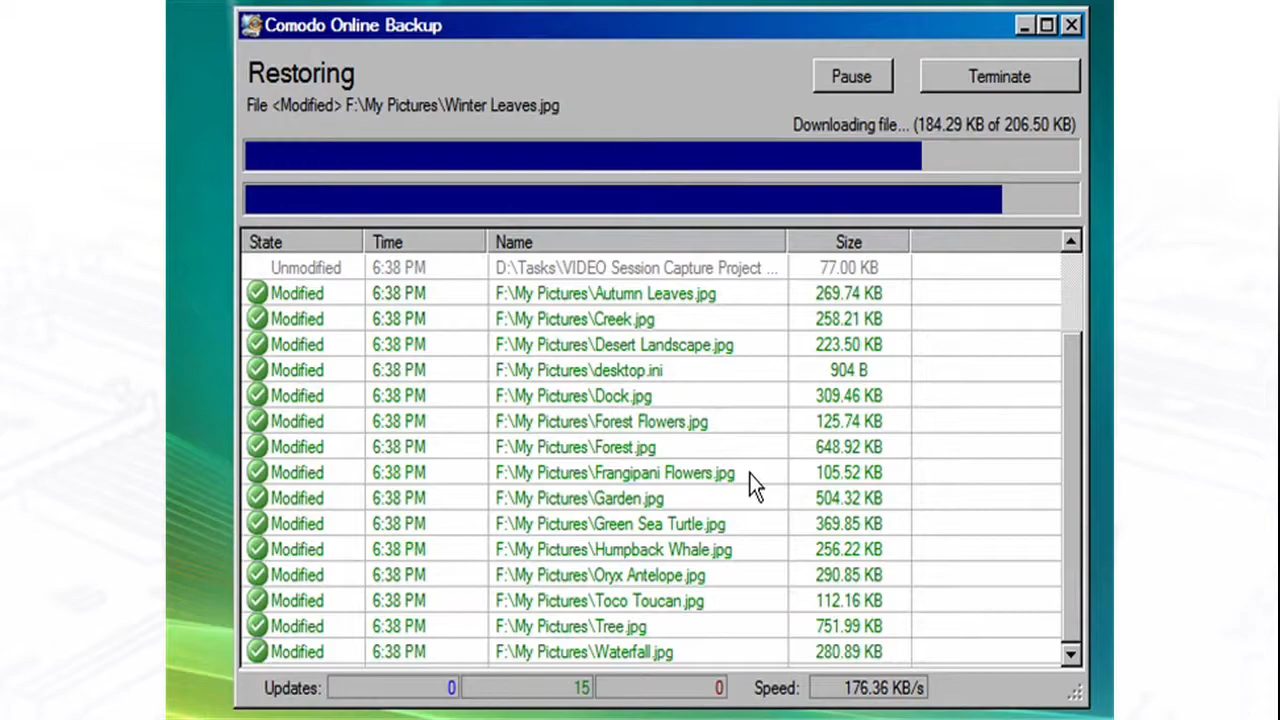 Comodo Online Backup
Restoring
Pause
Terminate
File <Modified> F:\My Pictures\Winter Leaves.jpg
Downloading file... (184.29 KB of 206.50 KB)
State Time Name Size
Unmodified 6:38 PM D:\Tasks\VIDEO Session Capture Project ... 77.00 KB
Modified 6:38 PM F:\My Pictures\Autumn Leaves.jpg 269.74 KB
Modified 6:38 PM F:\My Pictures\Creek.jpg 258.21 KB
Modified 6:38 PM F:\My Pictures\Desert Landscape.jpg 223.50 KB
Modified 6:38 PM F:\My Pictures\desktop.ini 904 B
Modified 6:38 PM F:\My Pictures\Dock.jpg 309.46 KB
Modified 6:38 PM F:\My Pictures\Forest Flowers.jpg 125.74 KB
Modified 6:38 PM F:\My Pictures\Forest.jpg 648.92 KB
Modified 6:38 PM F:\My Pictures\Frangipani Flowers.jpg 105.52 KB
Modified 6:38 PM F:\My Pictures\Garden.jpg 504.32 KB
Modified 6:38 PM F:\My Pictures\Green Sea Turtle.jpg 369.85 KB
Modified 6:38 PM F:\My Pictures\Humpback Whale.jpg 256.22 KB
Modified 6:38 PM F:\My Pictures\Oryx Antelope.jpg 290.85 KB
Modified 6:38 PM F:\My Pictures\Toco Toucan.jpg 112.16 KB
Modified 6:38 PM F:\My Pictures\Tree.jpg 751.99 KB
Modified 6:38 PM F:\My Pictures\Waterfall.jpg 280.89 KB
Updates: 0 15 0 Speed: 176.36 KB/s